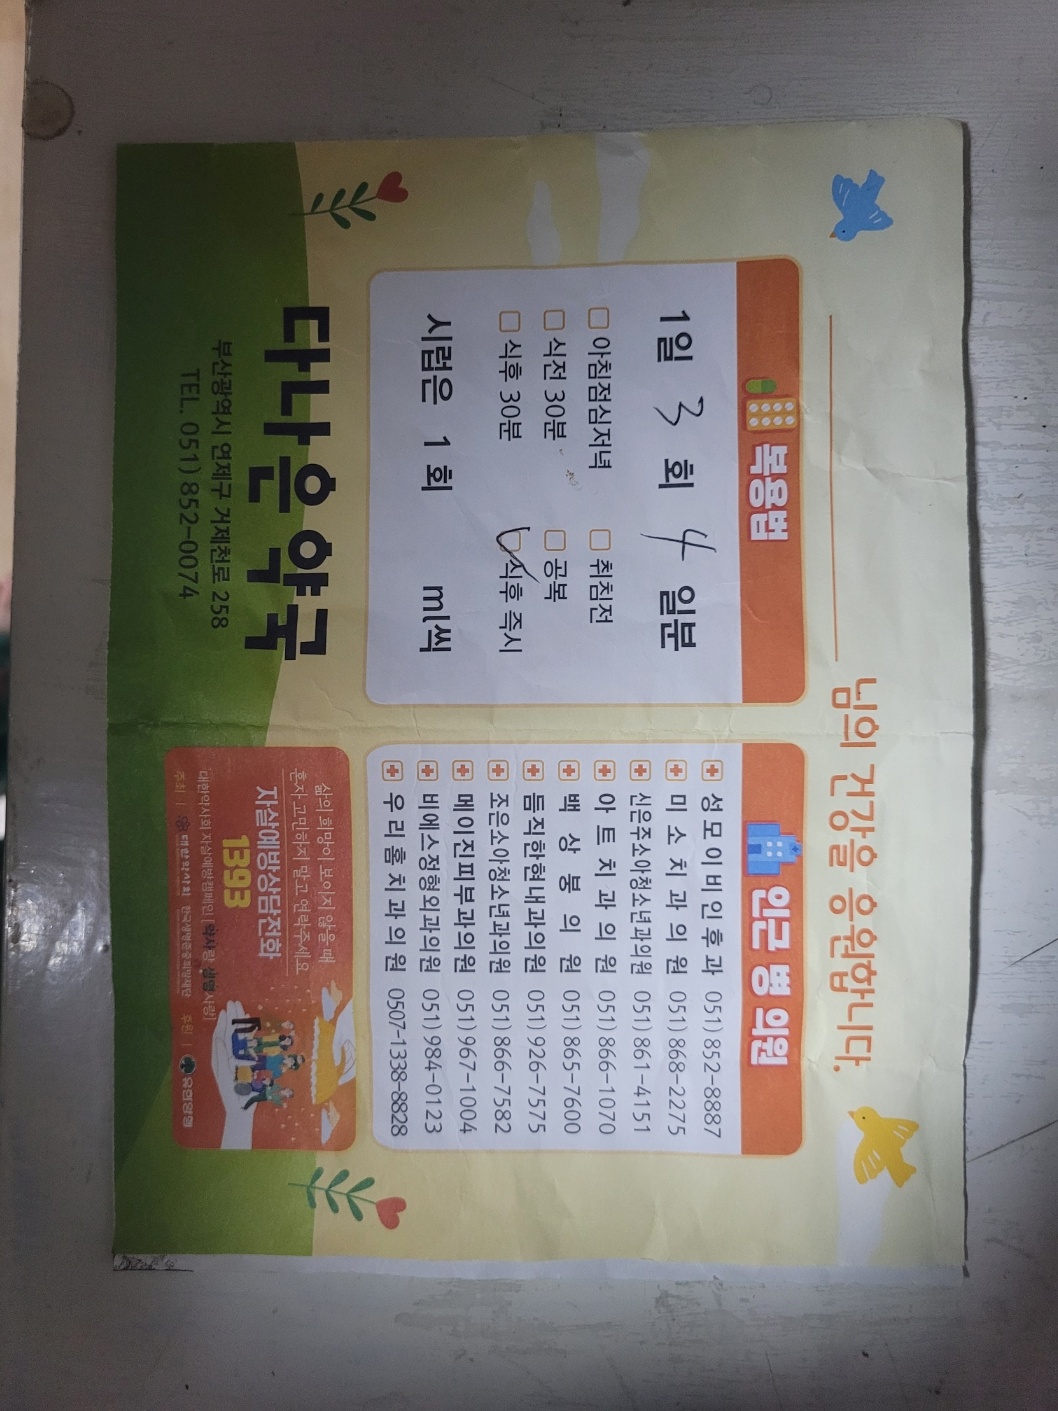 님의 건강을 응원합니다.
복용법
1일 3 회 4 일분
아침점심저녁 취침전
식전 30분 공복
식후 30분 식후 즉시
시럽은 1 회 ml씩
인근 병 의원
성모이비인후과 051) 852-8887
미소치과의원 051) 868-2275
신은주소아청소년과의원 051) 861-4151
아트치과의원 051) 866-1070
백상봉의원 051) 865-7600
듬직한현내과의원 051) 926-7575
조은소아청소년과의원 051) 866-7582
메이진피부과의원 051) 967-1004
비에스정형외과의원 051) 984-0123
우리홈치과의원 0507-1338-8828
다나은약국
부산광역시 연제구 거제천로 258
TEL. 051) 852-0074
삶의 희망이 보이지 않을 때
혼자 고민하지 말고 연락주세요
자살예방상담전화
1393
대한약사회 자살예방캠페인 [약사랑 생명사랑]
주최 | 대한약사회 한국생명운동희망재단 후원 | 유한양행